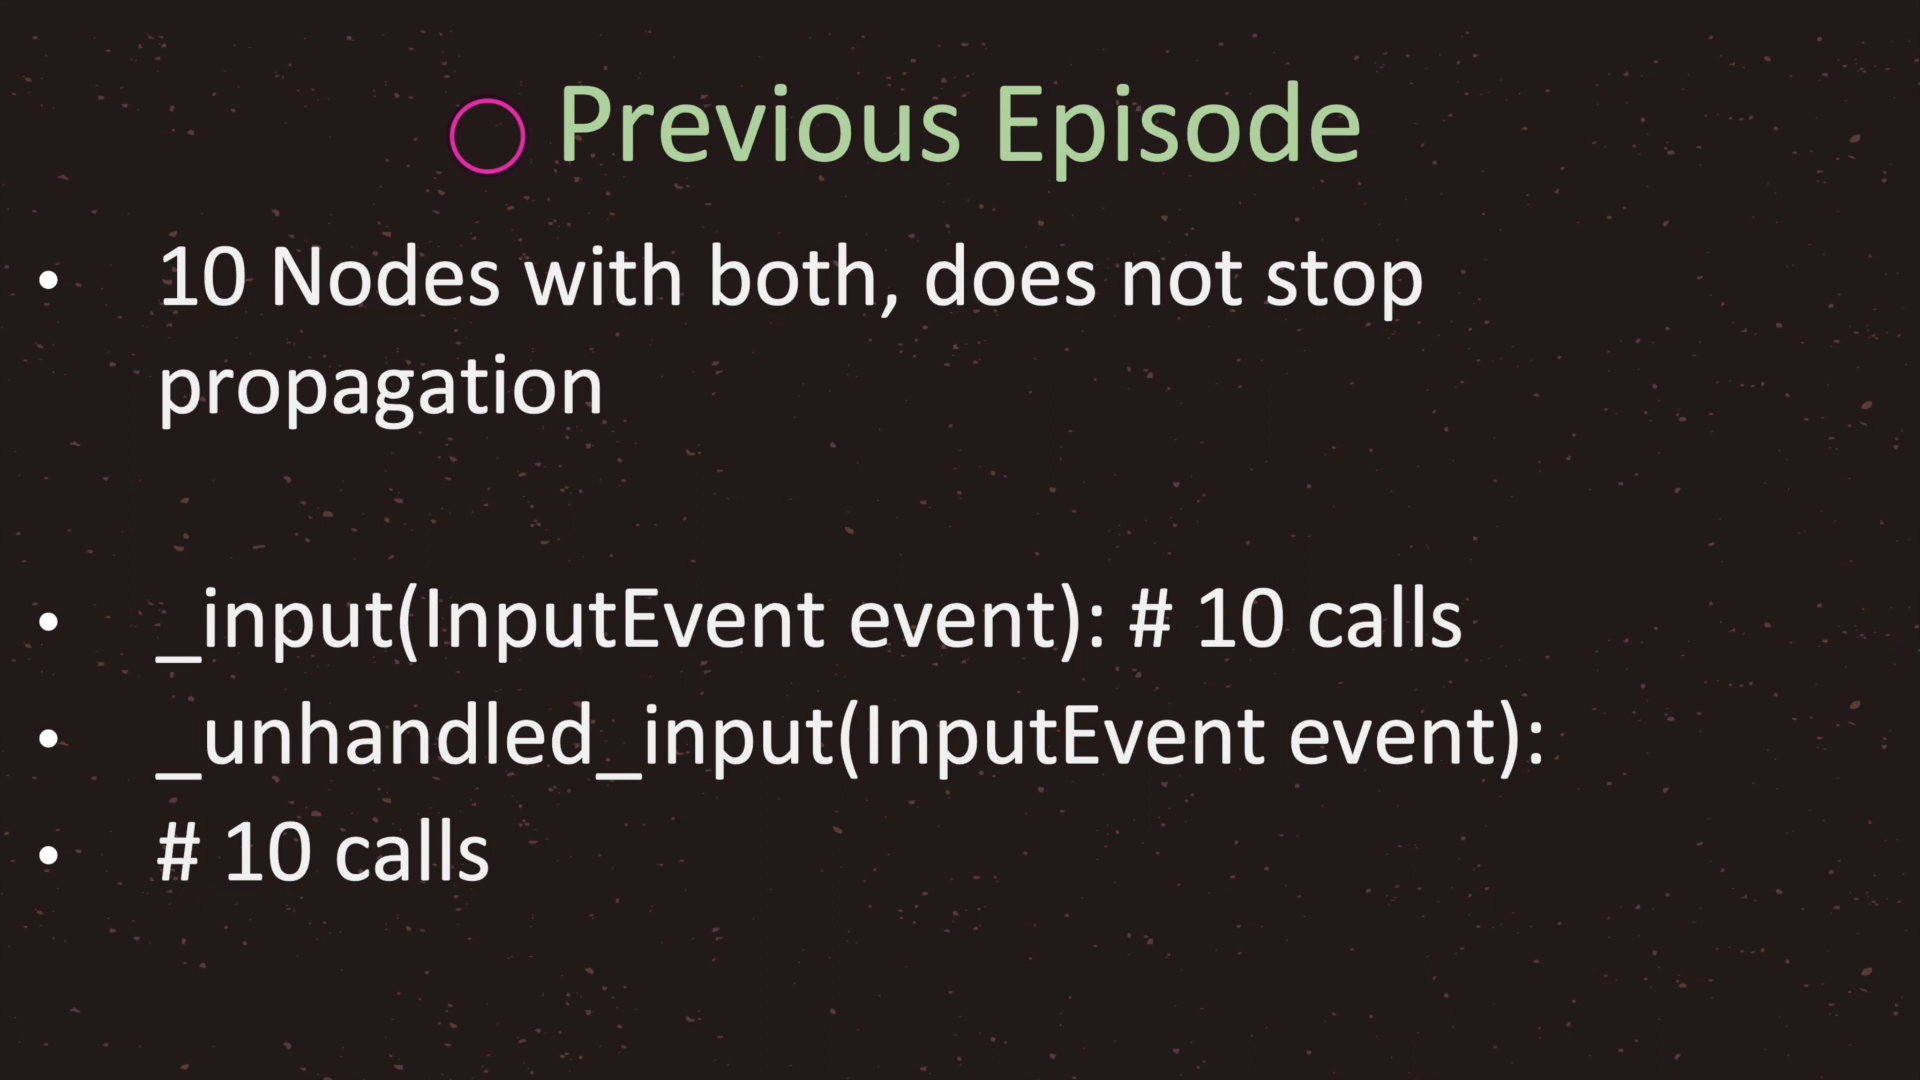 Previous Episode
• 10 Nodes with both, does not stop
propagation
• _input(InputEvent event): # 10 calls
• _unhandled_input(InputEvent event):
• # 10 calls